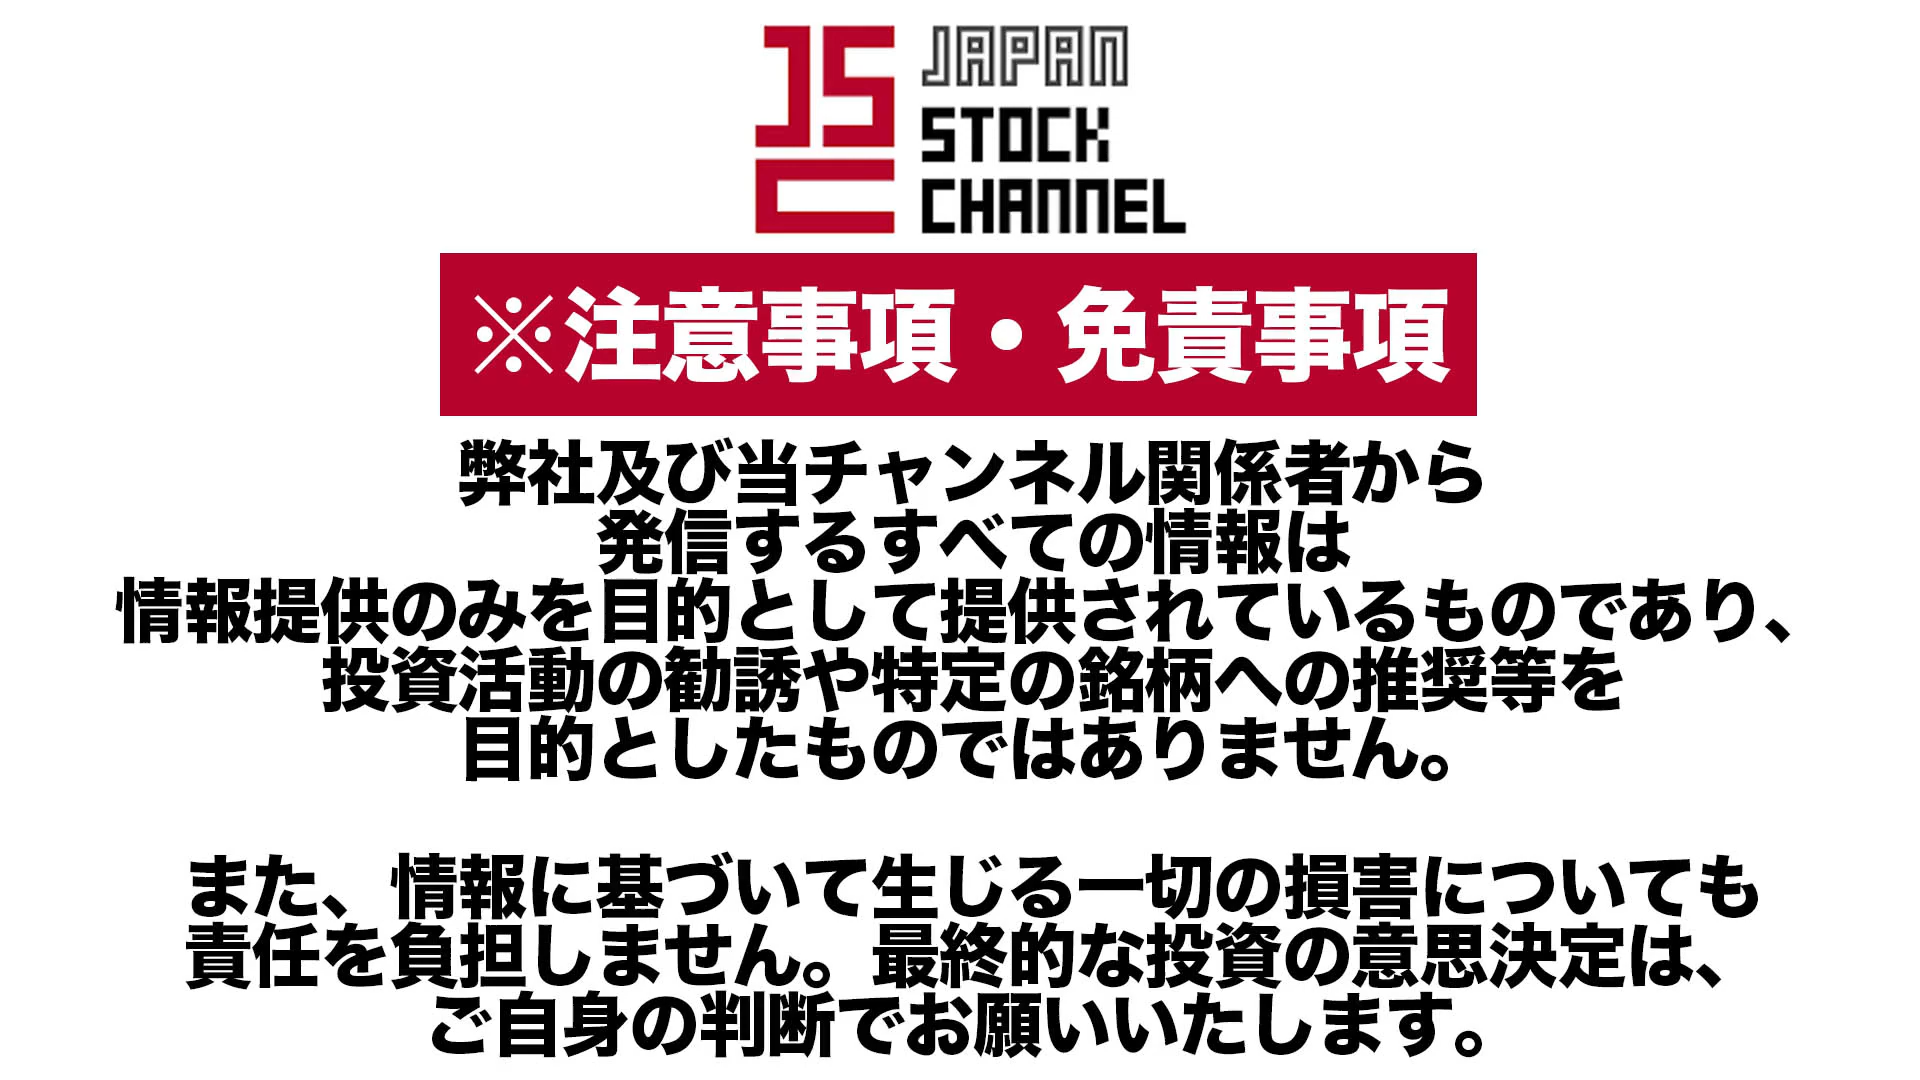 JSC
JAPAN
STOCK
CHANNEL
※注意事項・免責事項
弊社及び当チャンネル関係者から
発信するすべての情報は
情報提供のみを目的として提供されているものであり、
投資活動の勧誘や特定の銘柄への推奨等を
目的としたものではありません。
また、情報に基づいて生じる一切の損害についても
責任を負担しません。最終的な投資の意思決定は、
ご自身の判断でお願いいたします。